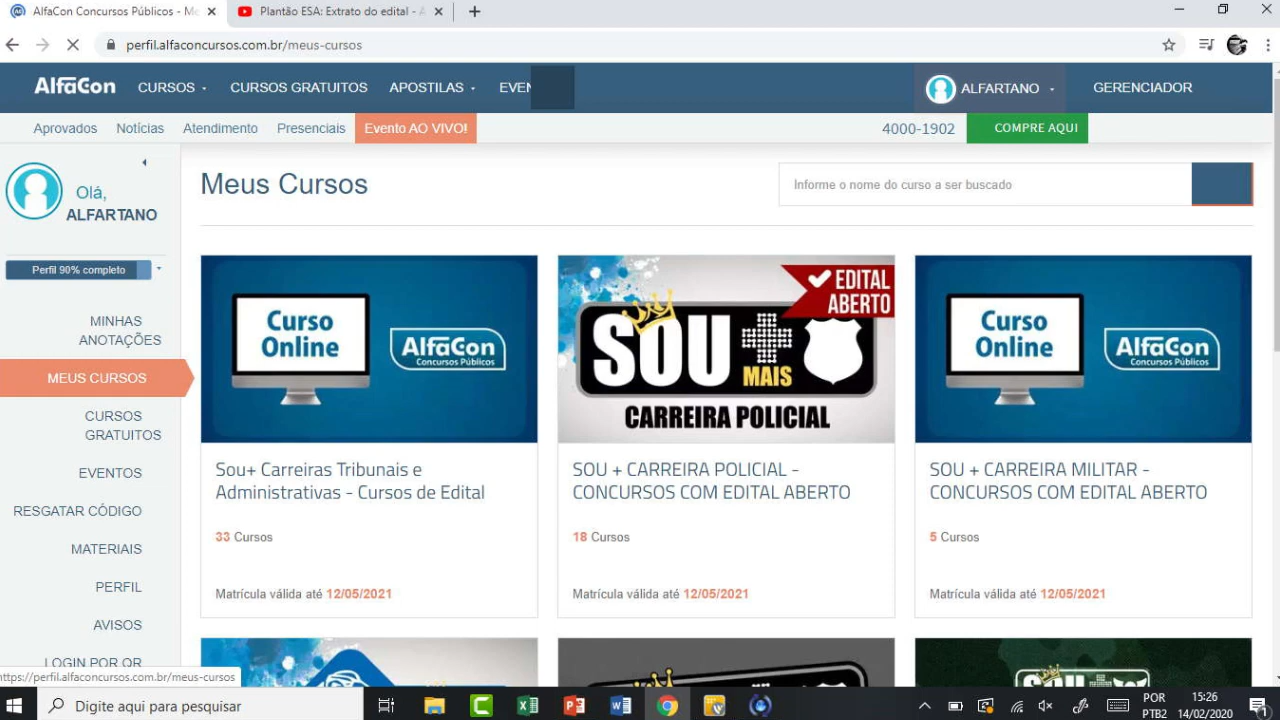 AlfaCon Concursos Públicos - Me
Plantão ESA: Extrato do edital - A
perfil.alfaconcursos.com.br/meus-cursos
AlfaCon
CURSOS
CURSOS GRATUITOS
APOSTILAS
EVEN
ALFARTANO
GERENCIADOR
Aprovados
Notícias
Atendimento
Presenciais
Evento AO VIVO!
4000-1902
COMPRE AQUI
Olá,
ALFARTANO
Perfil 90% completo
MINHAS
ANOTAÇÕES
MEUS CURSOS
CURSOS
GRATUITOS
EVENTOS
RESGATAR CÓDIGO
MATERIAIS
PERFIL
AVISOS
LOGIN POR QR
https://perfil.alfaconcursos.com.br/meus-cursos
Meus Cursos
Informe o nome do curso a ser buscado
Curso
Online
AlfaCon
Concursos Públicos
Sou+ Carreiras Tribunais e
Administrativas - Cursos de Edital
33 Cursos
Matrícula válida até 12/05/2021
EDITAL
ABERTO
SOU
MAIS
CARREIRA POLICIAL
SOU + CARREIRA POLICIAL -
CONCURSOS COM EDITAL ABERTO
18 Cursos
Matrícula válida até 12/05/2021
Curso
Online
AlfaCon
Concursos Públicos
SOU + CARREIRA MILITAR -
CONCURSOS COM EDITAL ABERTO
5 Cursos
Matrícula válida até 12/05/2021
Digite aqui para pesquisar
POR
PTB2
15:26
14/02/2020